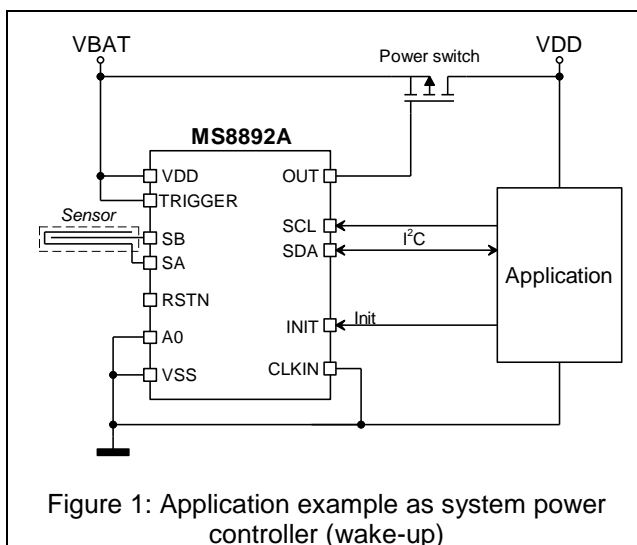 VBAT
Power switch
VDD
MS8892A
VDD
OUT
TRIGGER
Sensor
SCL
SB
I²C
SDA
SA
Application
RSTN
INIT
Init
A0
CLKIN
VSS
Figure 1: Application example as system power
controller (wake-up)